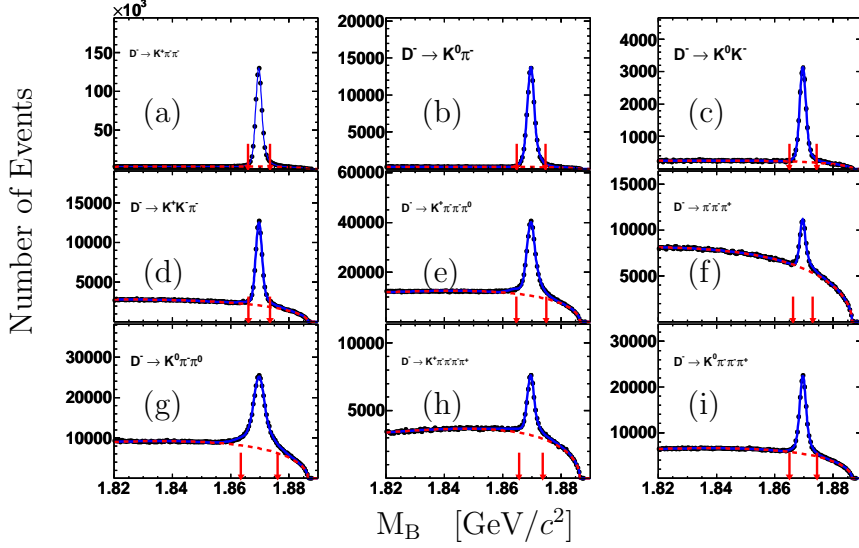 ×10³
150
100
50
D⁻ → K⁺π⁻π⁻
(a)
20000
15000
10000
5000
D⁻ → K⁰π⁻
(b)
4000
3000
2000
1000
D⁻ → K⁰K⁻
(c)
15000
10000
5000
D⁻ → K⁺K⁻π⁻
(d)
60000
40000
20000
D⁻ → K⁺π⁻π⁻π⁰
(e)
15000
10000
5000
D⁻ → π⁻π⁻π⁺
(f)
30000
20000
10000
D⁻ → K⁰π⁻π⁰
(g)
10000
5000
D⁻ → K⁺π⁻π⁻π⁻π⁺
(h)
30000
20000
10000
D⁻ → K⁰π⁻π⁻π⁺
(i)
1.82 1.84 1.86 1.88
1.82 1.84 1.86 1.88
1.82 1.84 1.86 1.88
Number of Events
M_B [GeV/c²]